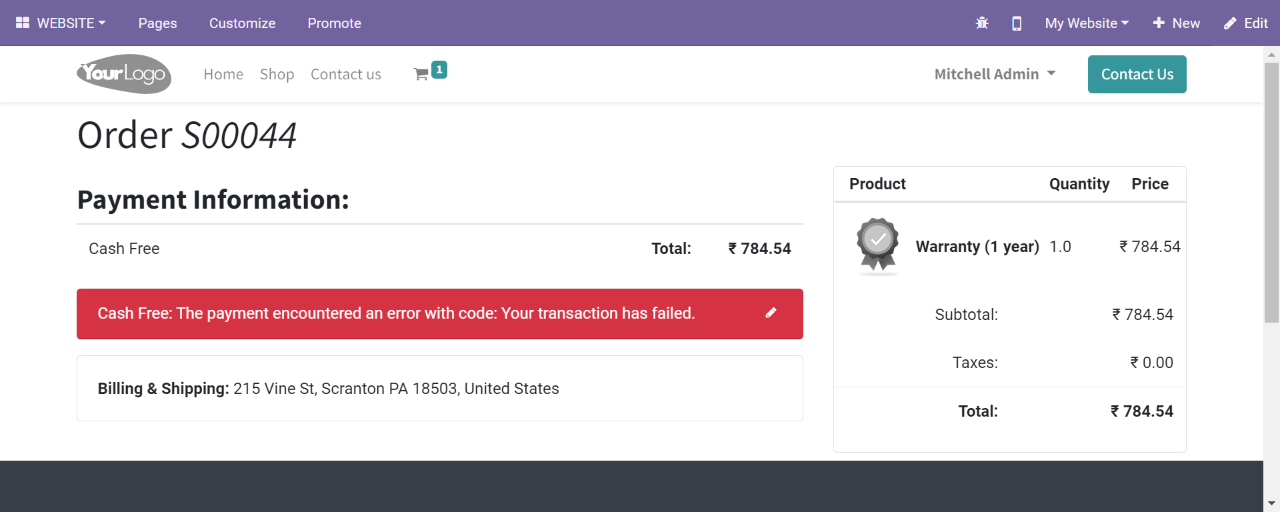 WEBSITE Pages Customize Promote My Website New Edit
YourLogo Home Shop Contact us 1 Mitchell Admin Contact Us
Order S00044
Payment Information:
Cash Free Total: ₹ 784.54
Cash Free: The payment encountered an error with code: Your transaction has failed.
Billing & Shipping: 215 Vine St, Scranton PA 18503, United States
Product Quantity Price
Warranty (1 year) 1.0 ₹ 784.54
Subtotal: ₹ 784.54
Taxes: ₹ 0.00
Total: ₹ 784.54